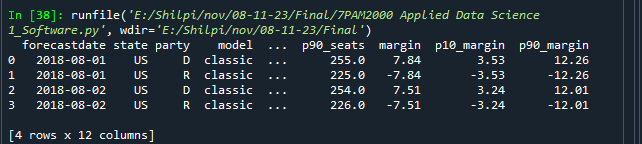 In [38]: runfile('E:/Shilpi/nov/08-11-23/Final/7PAM2000 Applied Data Science
1_Software.py', wdir='E:/Shilpi/nov/08-11-23/Final')
forecastdate state party model ... p90_seats margin p10_margin p90_margin
0 2018-08-01 US D classic ... 255.0 7.84 3.53 12.26
1 2018-08-01 US R classic ... 225.0 -7.84 -3.53 -12.26
2 2018-08-02 US D classic ... 254.0 7.51 3.24 12.01
3 2018-08-02 US R classic ... 226.0 -7.51 -3.24 -12.01
[4 rows x 12 columns]